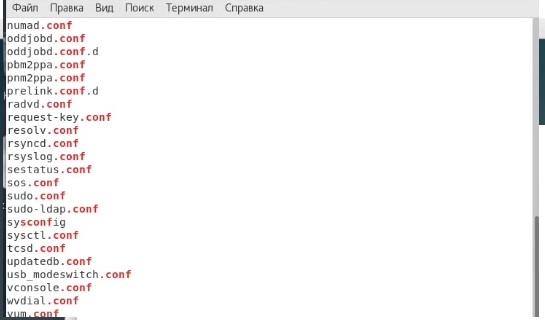 Файл Правка Вид Поиск Терминал Справка
numad.conf
oddjobd.conf
oddjobd.conf.d
pbm2ppa.conf
pnm2ppa.conf
prelink.conf.d
radvd.conf
request-key.conf
resolv.conf
rsyncd.conf
rsyslog.conf
sestatus.conf
sos.conf
sudo.conf
sudo-ldap.conf
sysconfig
sysctl.conf
tcsd.conf
updatedb.conf
usb_modeswitch.conf
vconsole.conf
wvdial.conf
yum.conf